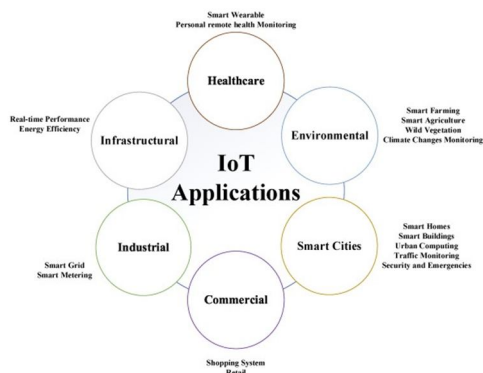 Smart Wearable
Personal remote health Monitoring
Healthcare
Real-time Performance
Energy Efficiency
Infrastructural
Environmental
Smart Farming
Smart Agriculture
Wild Vegetation
Climate Changes Monitoring
IoT
Applications
Industrial
Smart Grid
Smart Metering
Smart Cities
Smart Homes
Smart Buildings
Urban Computing
Traffic Monitoring
Security and Emergencies
Commercial
Shopping System
Retail